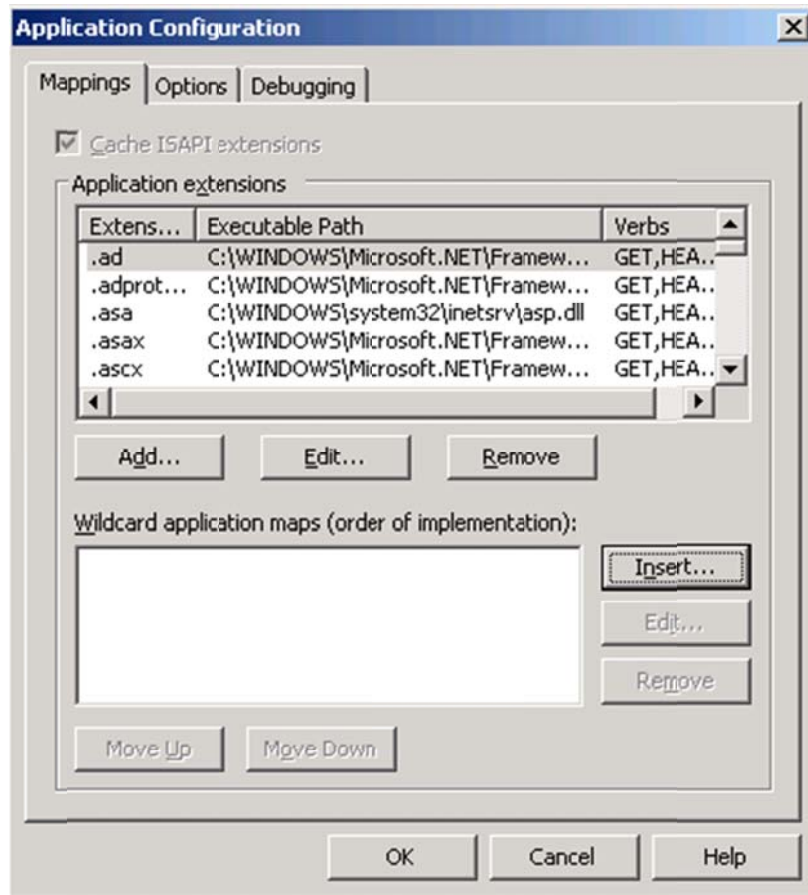 Application Configuration
Mappings Options Debugging
Cache ISAPI extensions
Application extensions
Extens... Executable Path Verbs
.ad C:\WINDOWS\Microsoft.NET\Framew... GET,HEA...
.adprot... C:\WINDOWS\Microsoft.NET\Framew... GET,HEA...
.asa C:\WINDOWS\system32\inetsrv\asp.dll GET,HEA...
.asax C:\WINDOWS\Microsoft.NET\Framew... GET,HEA...
.ascx C:\WINDOWS\Microsoft.NET\Framew... GET,HEA...
Add... Edit... Remove
Wildcard application maps (order of implementation):
Insert...
Edit...
Remove
Move Up Move Down
OK Cancel Help